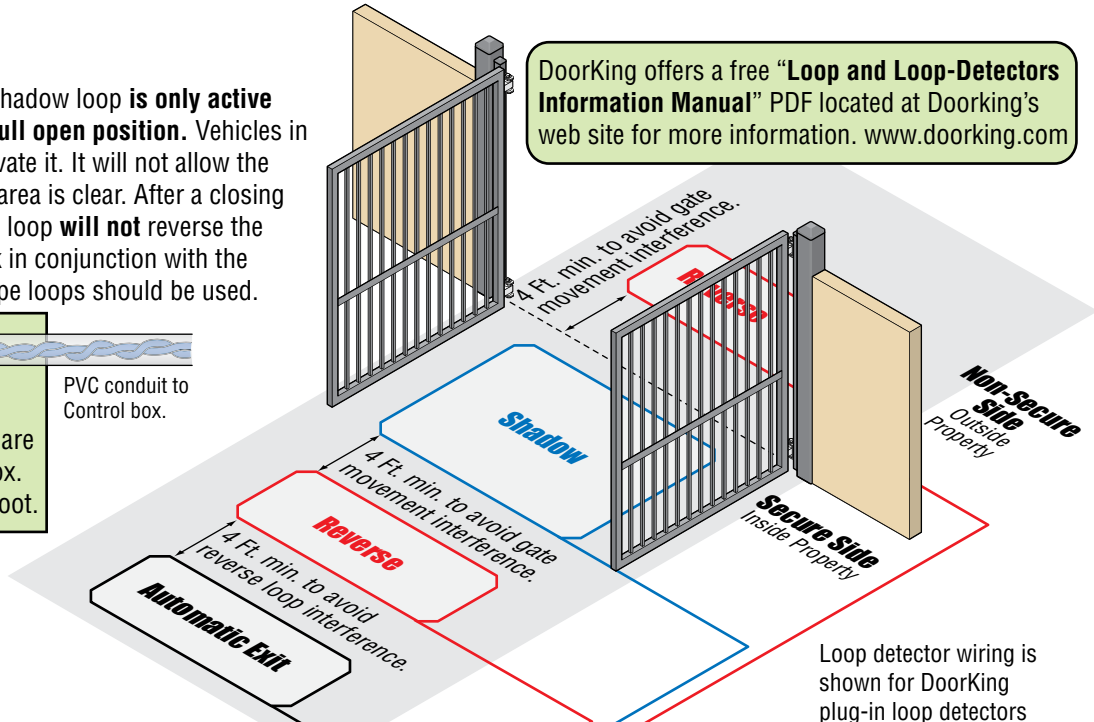 hadow loop is only active
ull open position. Vehicles in
vate it. It will not allow the
area is clear. After a closing
loop will not reverse the
in conjunction with the
pe loops should be used.
PVC conduit to
Control box.
are
ox.
oot.
DoorKing offers a free “Loop and Loop-Detectors
Information Manual” PDF located at Doorking's
web site for more information. www.doorking.com
4 Ft. min. to avoid gate
movement interference.
Reverse
Non-Secure
Side
Outside
Property
Shadow
4 Ft. min. to avoid gate
movement interference.
Secure Side
Inside Property
Reverse
4 Ft. min. to avoid
reverse loop interference.
Automatic Exit
Loop detector wiring is
shown for DoorKing
plug-in loop detectors